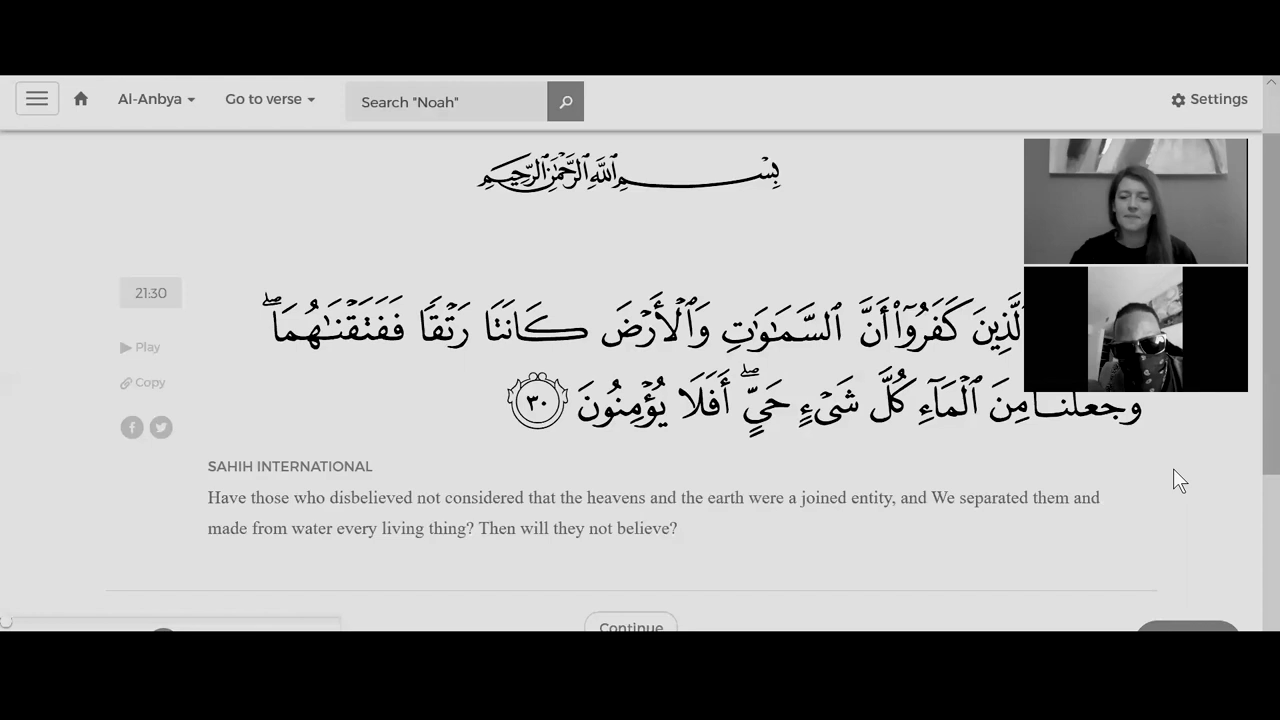 Al-Anbya
Go to verse
Search "Noah"
Settings
بِسْمِ ٱللَّهِ ٱلرَّحْمَٰنِ ٱلرَّحِيمِ
21:30
ٱلَّذِينَ كَفَرُوٓا۟ أَنَّ ٱلسَّمَـٰوَٰتِ وَٱلْأَرْضَ كَانَتَا رَتْقًا فَفَتَقْنَـٰهُمَا ۖ
Play
Copy
وَجَعَلْنَا مِنَ ٱلْمَآءِ كُلَّ شَىْءٍ حَىٍّ ۖ أَفَلَا يُؤْمِنُونَ ٣٠
SAHIH INTERNATIONAL
Have those who disbelieved not considered that the heavens and the earth were a joined entity, and We separated them and
made from water every living thing? Then will they not believe?
Continue